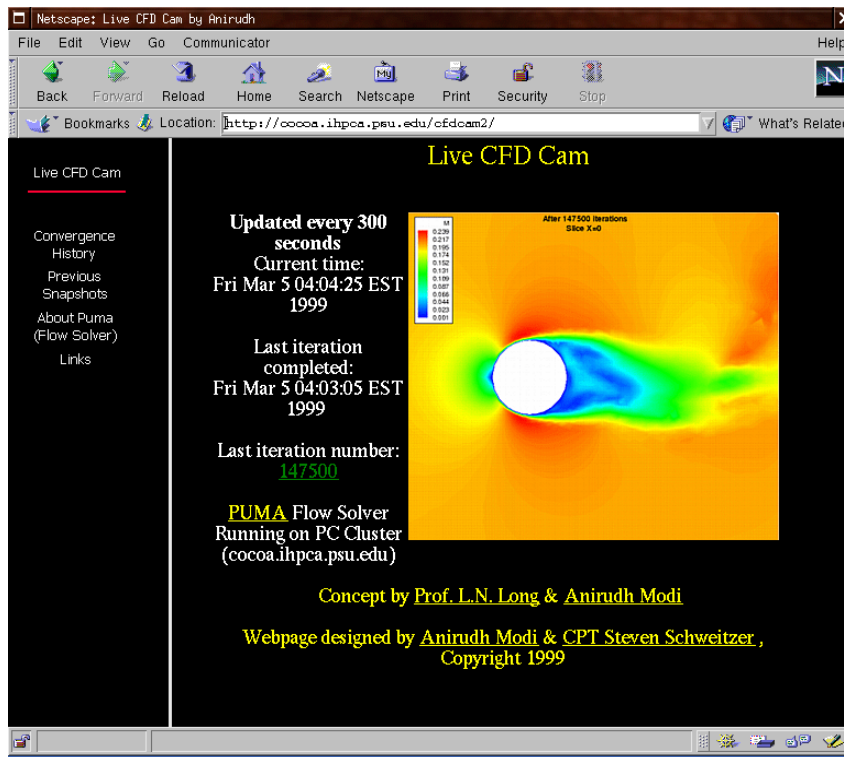 Netscape: Live CFD Cam by Anirudh
File Edit View Go Communicator Help
Back Forward Reload Home Search Netscape Print Security Stop
My
N
Bookmarks Location: http://cocoa.ihpca.psu.edu/cfdcam2/ What's Related
Live CFD Cam
Convergence
History
Previous
Snapshots
About Puma
(Flow Solver)
Links
Live CFD Cam
Updated every 300
seconds
Current time:
Fri Mar 5 04:04:25 EST
1999
Last iteration
completed:
Fri Mar 5 04:03:05 EST
1999
Last iteration number:
147500
PUMA Flow Solver
Running on PC Cluster
(cocoa.ihpca.psu.edu)
After 147500 iterations
Slice X=0
M
0.239
0.217
0.195
0.174
0.152
0.131
0.109
0.087
0.066
0.044
0.023
0.001
Concept by Prof. L.N. Long & Anirudh Modi
Webpage designed by Anirudh Modi & CPT Steven Schweitzer ,
Copyright 1999